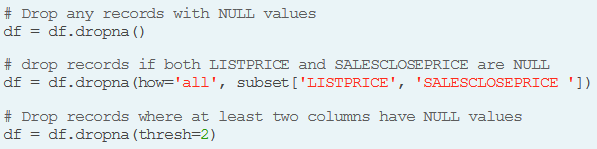 # Drop any records with NULL values
df = df.dropna()
# drop records if both LISTPRICE and SALESCLOSEPRICE are NULL
df = df.dropna(how='all', subset['LISTPRICE', 'SALESCLOSEPRICE '])
# Drop records where at least two columns have NULL values
df = df.dropna(thresh=2)